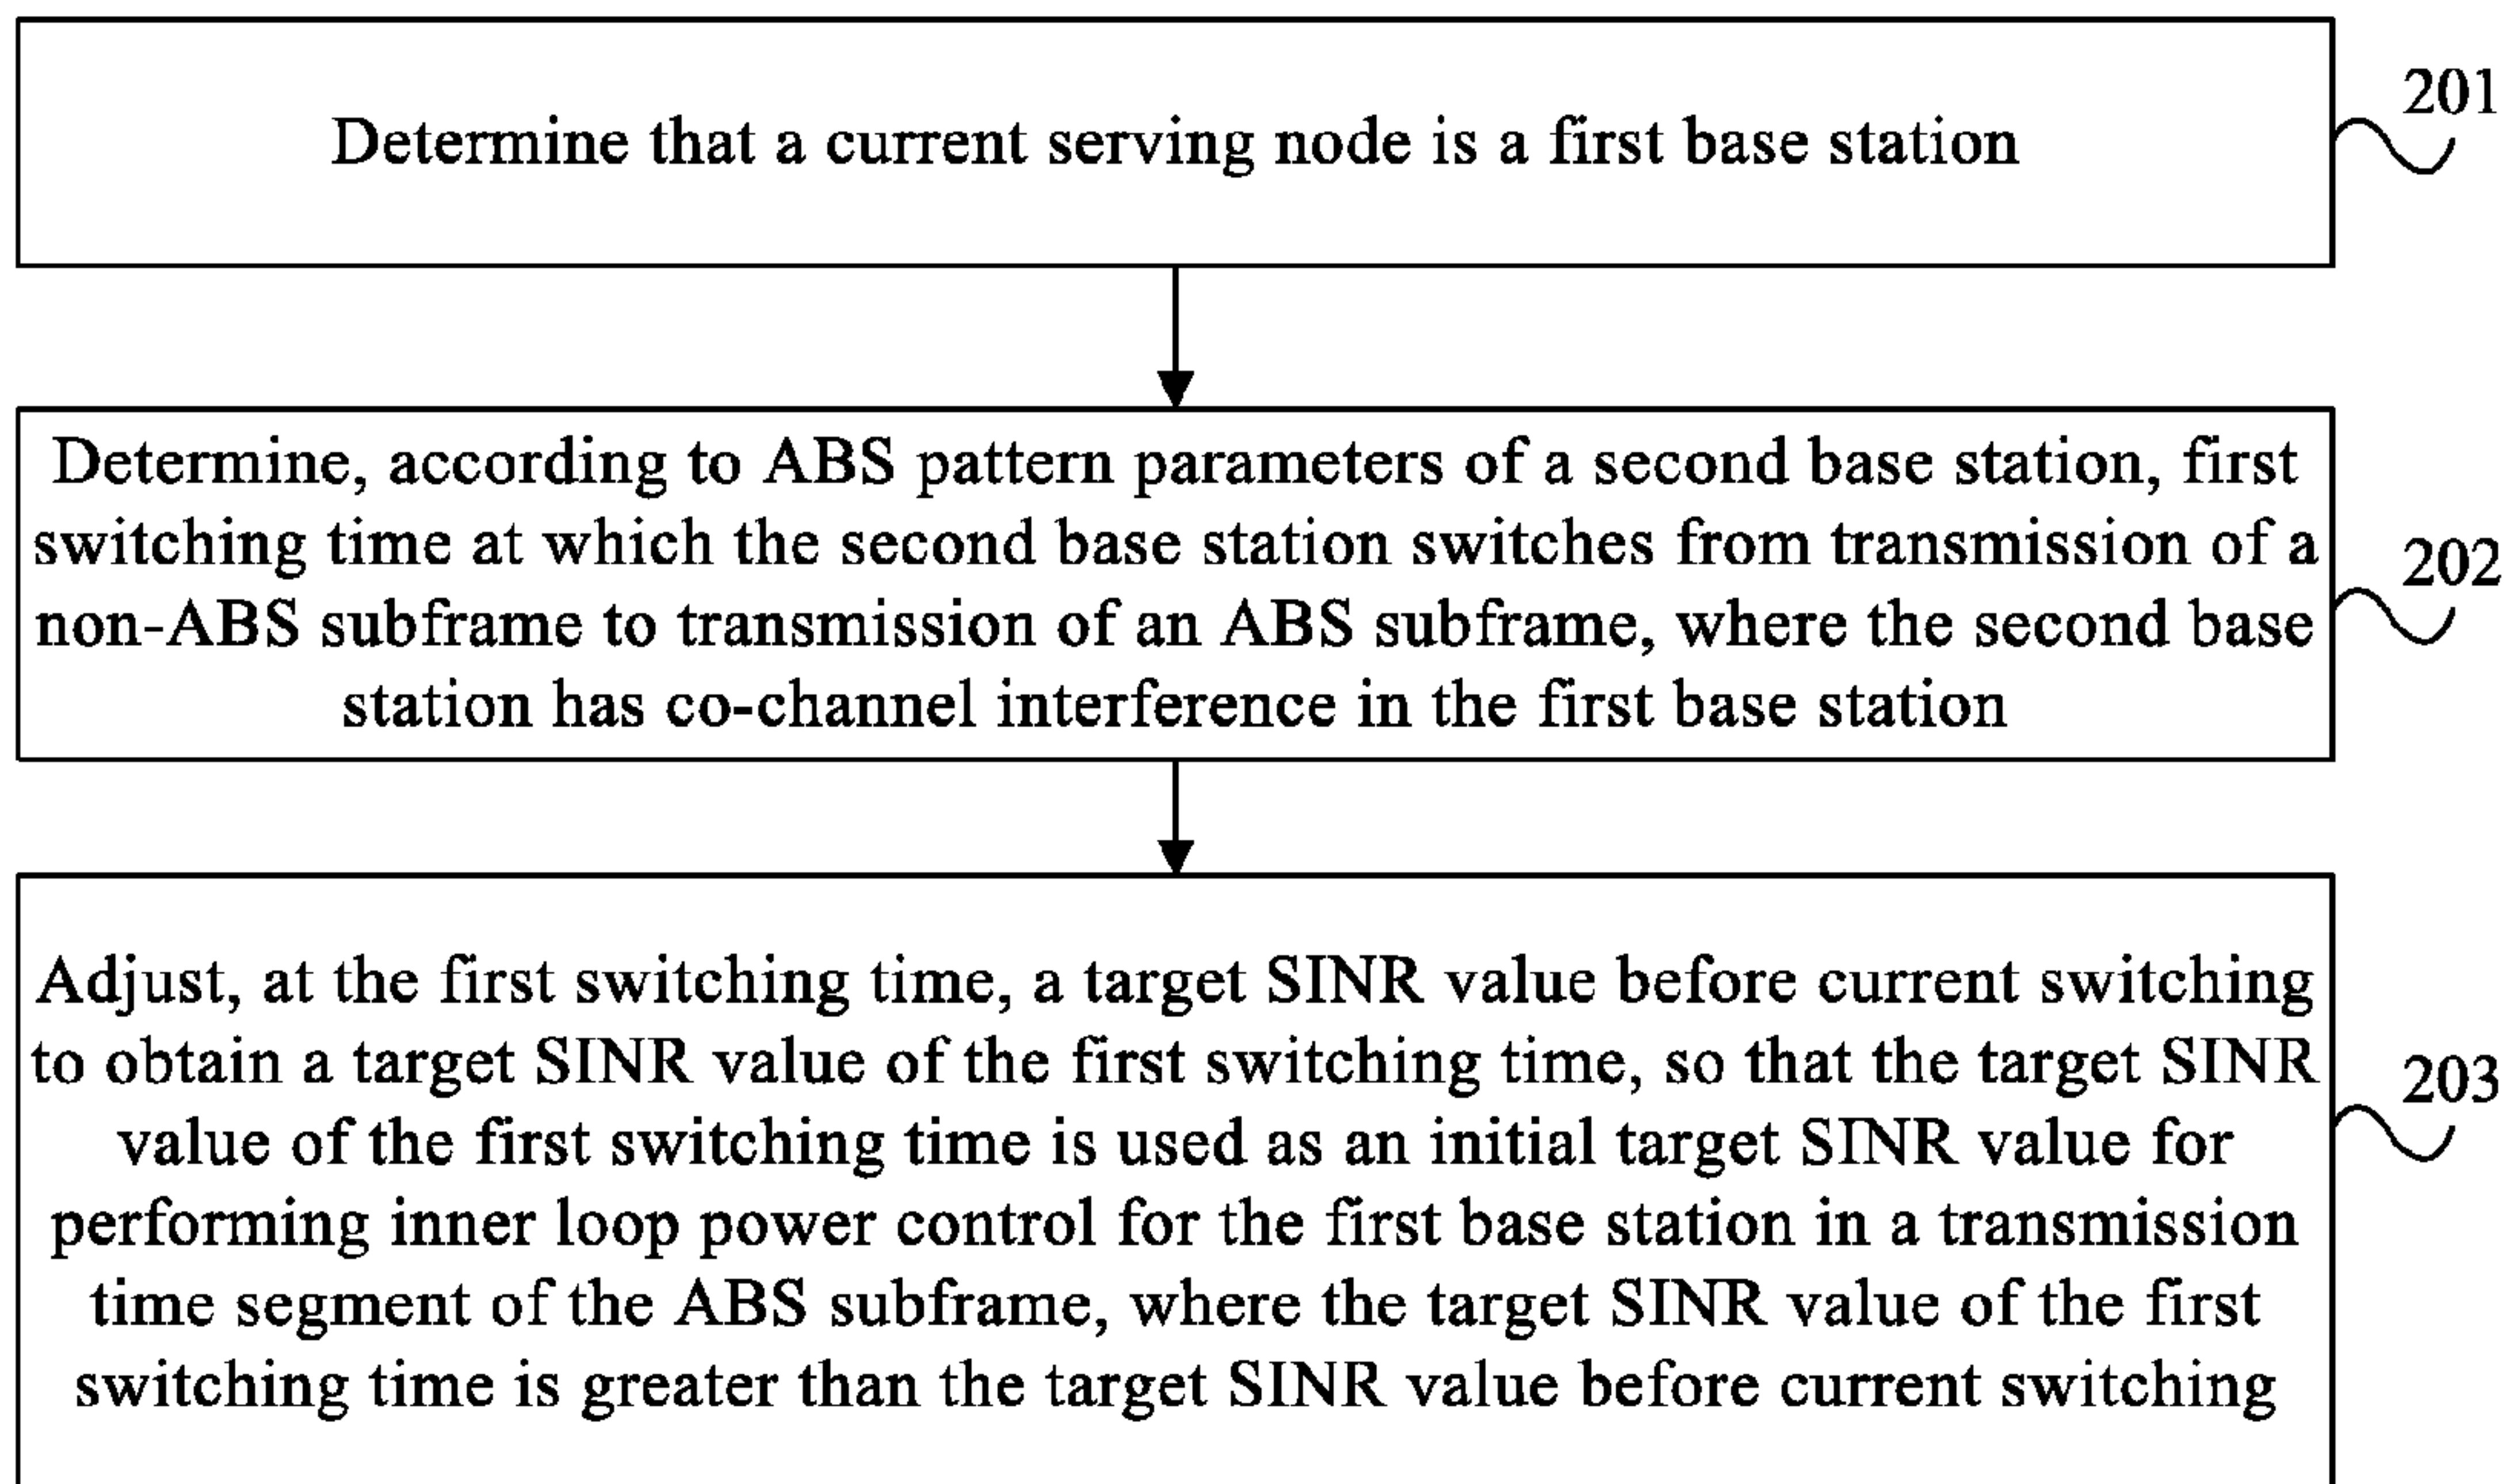 Determine that a current serving node is a first base station
201
Determine, according to ABS pattern parameters of a second base station, first
switching time at which the second base station switches from transmission of a
non-ABS subframe to transmission of an ABS subframe, where the second base
station has co-channel interference in the first base station
202
Adjust, at the first switching time, a target SINR value before current switching
to obtain a target SINR value of the first switching time, so that the target SINR
value of the first switching time is used as an initial target SINR value for
performing inner loop power control for the first base station in a transmission
time segment of the ABS subframe, where the target SINR value of the first
switching time is greater than the target SINR value before current switching
203